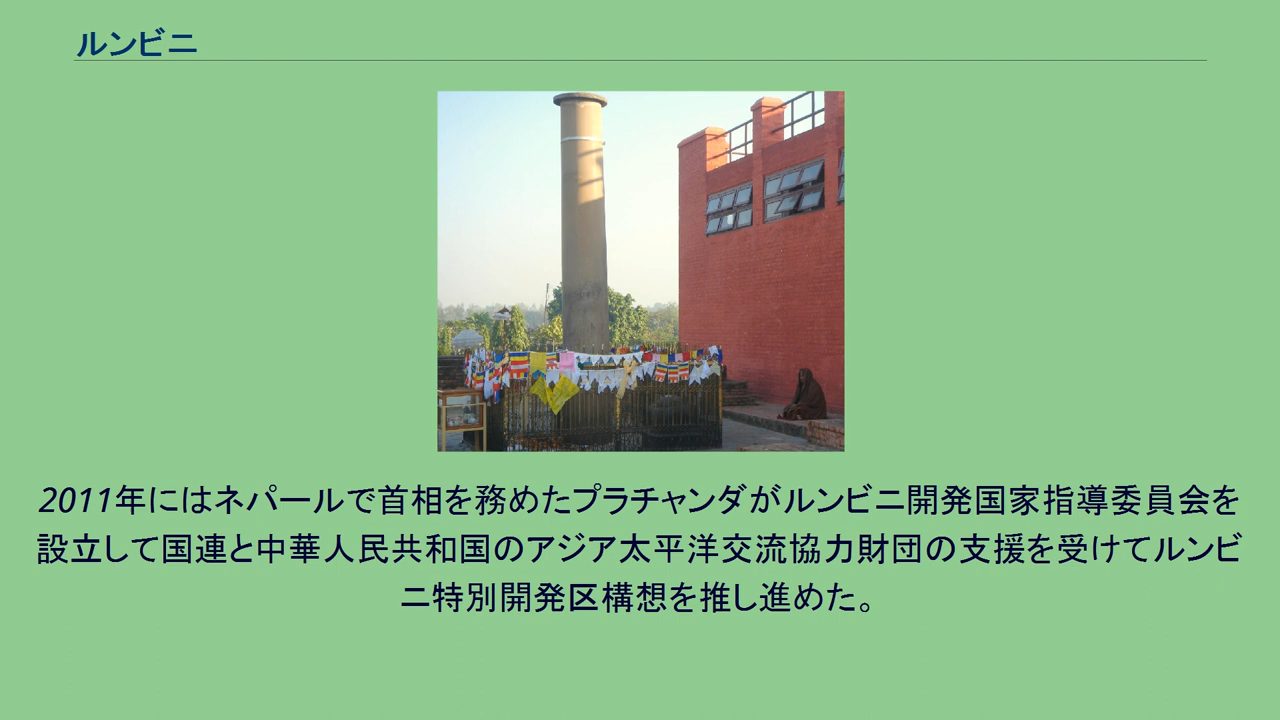 ルンビニ
2011年にはネパールで首相を務めたプラチャンダがルンビニ開発国家指導委員会を
設立して国連と中華人民共和国のアジア太平洋交流協力財団の支援を受けてルンビ
ニ特別開発区構想を推し進めた。